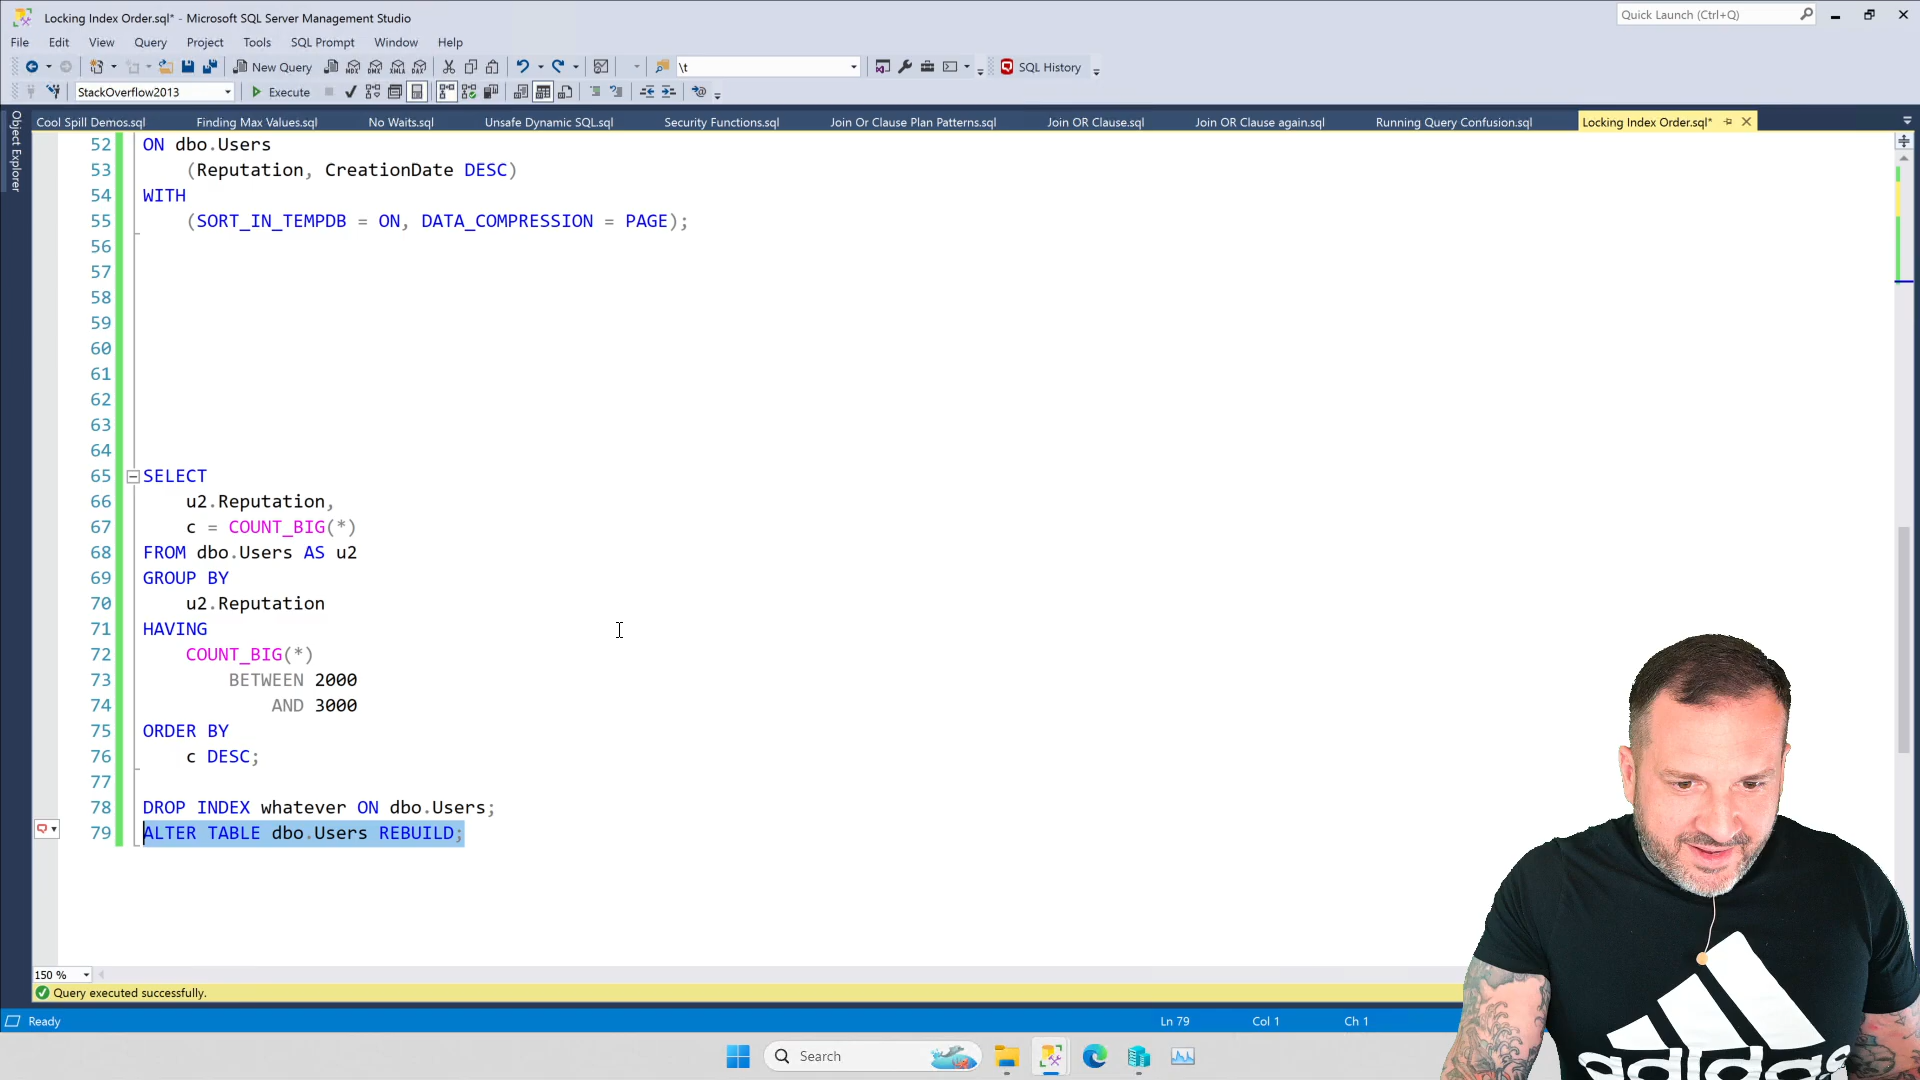 Locking Index Order.sql* - Microsoft SQL Server Management Studio
Quick Launch (Ctrl+Q)
File Edit View Query Project Tools SQL Prompt Window Help
New Query
\t
SQL History
StackOverflow2013
Execute
Object Explorer
Cool Spill Demos.sql
Finding Max Values.sql
No Waits.sql
Unsafe Dynamic SQL.sql
Security Functions.sql
Join Or Clause Plan Patterns.sql
Join OR Clause.sql
Join OR Clause again.sql
Running Query Confusion.sql
Locking Index Order.sql*
52 ON dbo.Users
53 (Reputation, CreationDate DESC)
54 WITH
55 (SORT_IN_TEMPDB = ON, DATA_COMPRESSION = PAGE);
56
57
58
59
60
61
62
63
64
65 SELECT
66 u2.Reputation,
67 c = COUNT_BIG(*)
68 FROM dbo.Users AS u2
69 GROUP BY
70 u2.Reputation
71 HAVING
72 COUNT_BIG(*)
73 BETWEEN 2000
74 AND 3000
75 ORDER BY
76 c DESC;
77
78 DROP INDEX whatever ON dbo.Users;
79 ALTER TABLE dbo.Users REBUILD;
150 %
Query executed successfully.
Ready
Ln 79
Col 1
Ch 1
Search
adidas